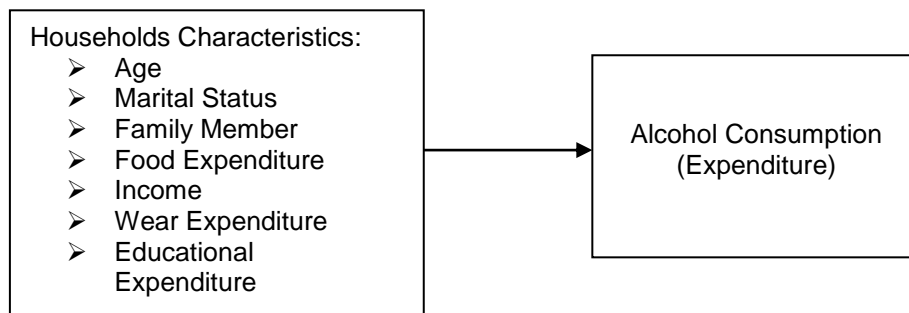 Households Characteristics:
➢ Age
➢ Marital Status
➢ Family Member
➢ Food Expenditure
➢ Income
➢ Wear Expenditure
➢ Educational
Expenditure
Alcohol Consumption
(Expenditure)